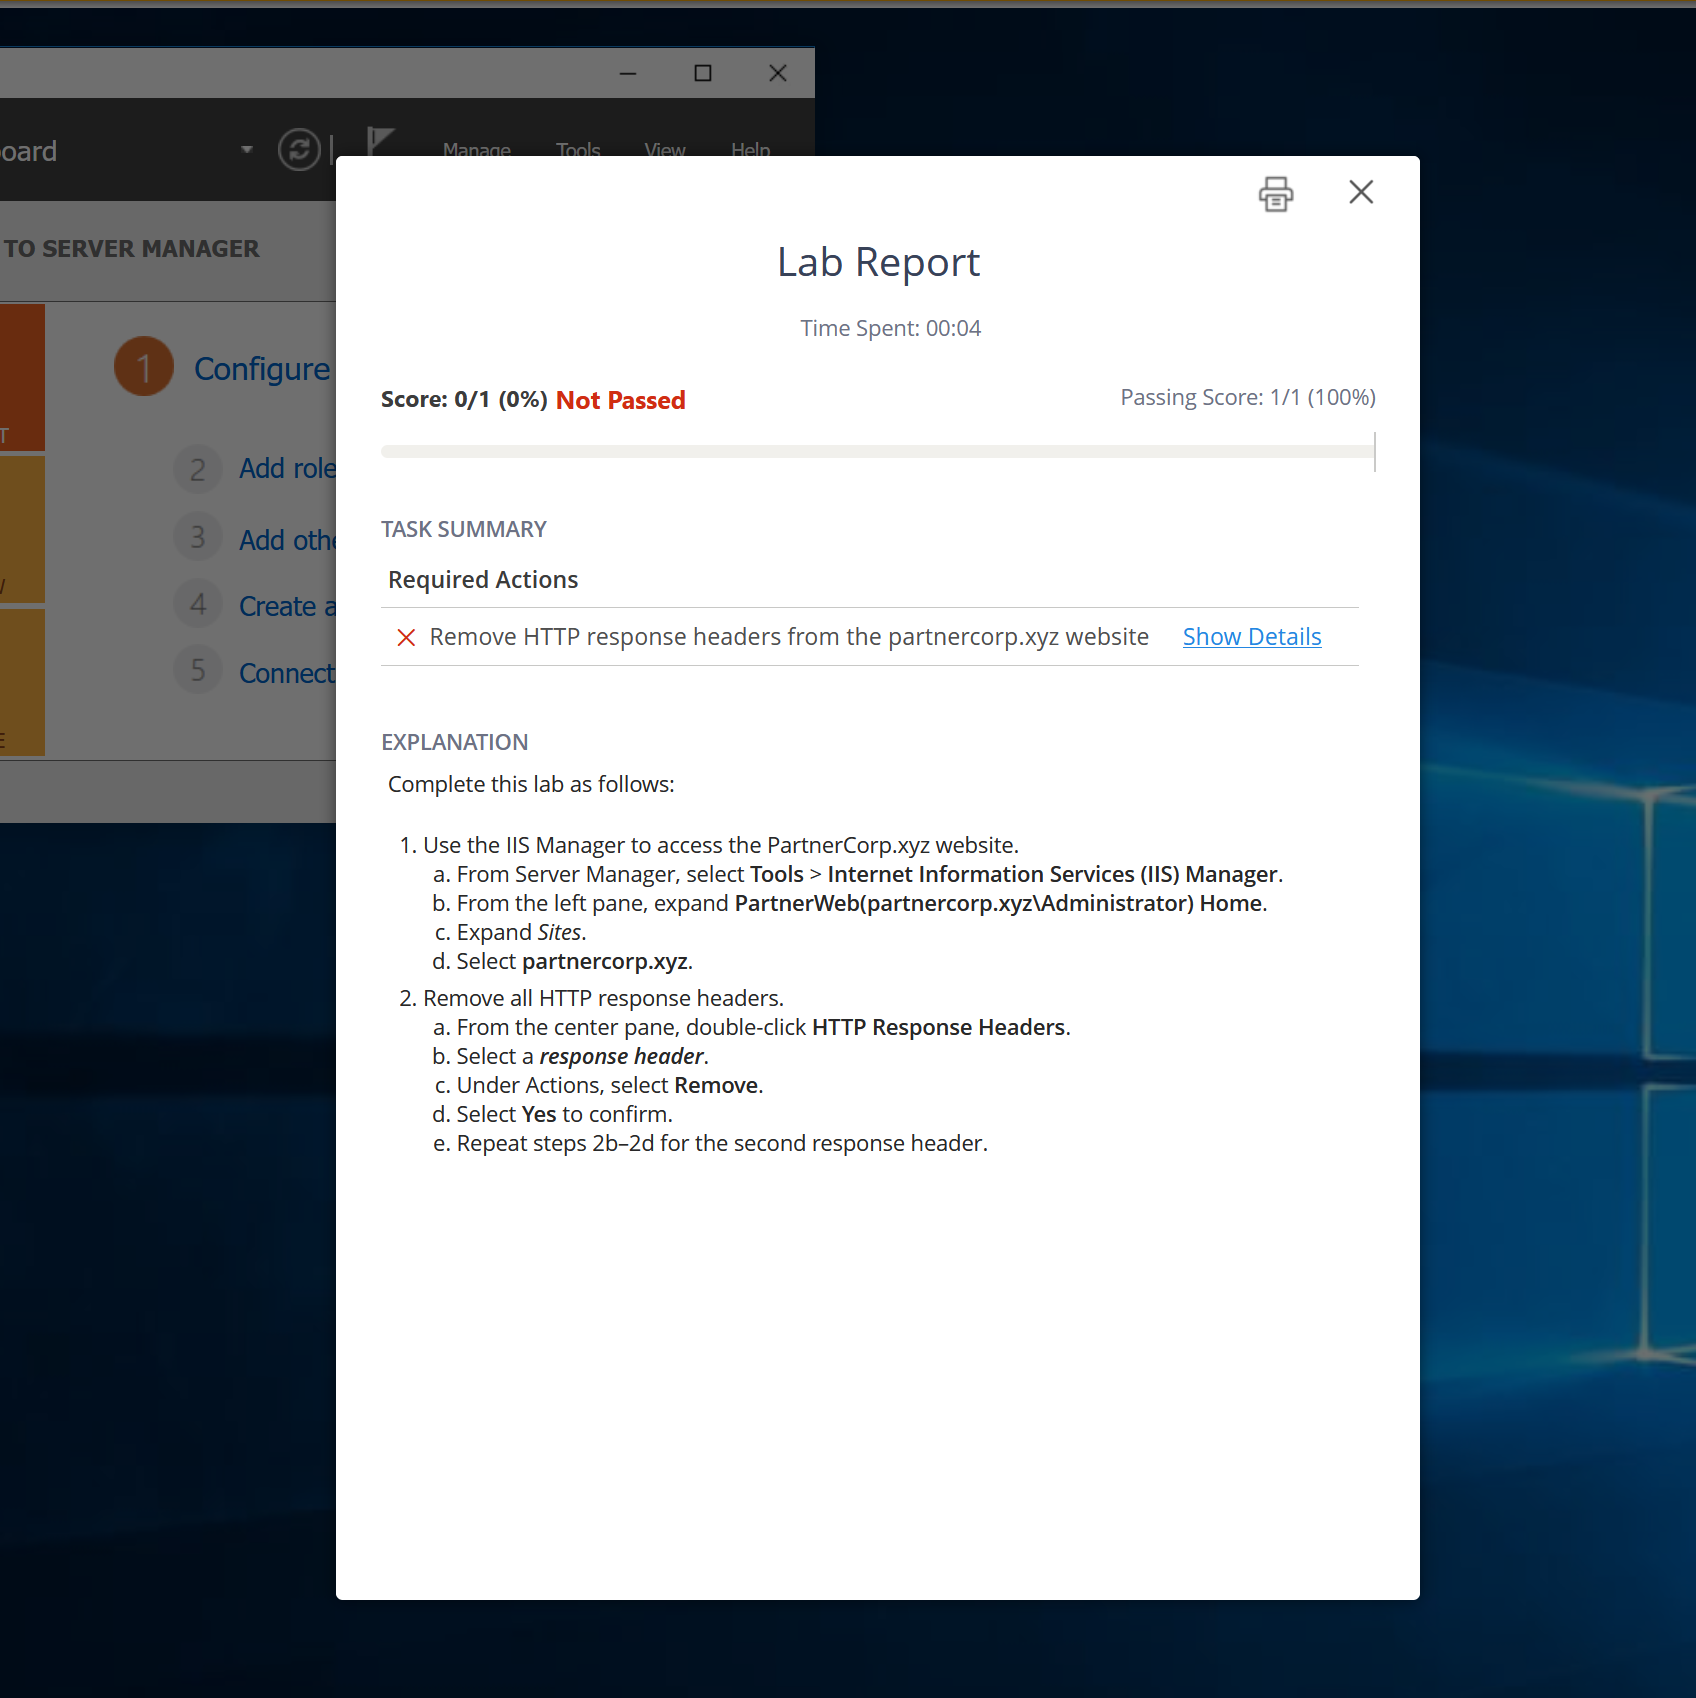 board
Manage Tools View Help
TO SERVER MANAGER
1 Configure
2 Add role
3 Add othe
4 Create a
5 Connect
T
E
Lab Report
Time Spent: 00:04
Score: 0/1 (0%) Not Passed
Passing Score: 1/1 (100%)
TASK SUMMARY
Required Actions
Remove HTTP response headers from the partnercorp.xyz website Show Details
EXPLANATION
Complete this lab as follows:
1. Use the IIS Manager to access the PartnerCorp.xyz website.
a. From Server Manager, select Tools > Internet Information Services (IIS) Manager.
b. From the left pane, expand PartnerWeb(partnercorp.xyz\Administrator) Home.
c. Expand Sites.
d. Select partnercorp.xyz.
2. Remove all HTTP response headers.
a. From the center pane, double-click HTTP Response Headers.
b. Select a response header.
c. Under Actions, select Remove.
d. Select Yes to confirm.
e. Repeat steps 2b–2d for the second response header.